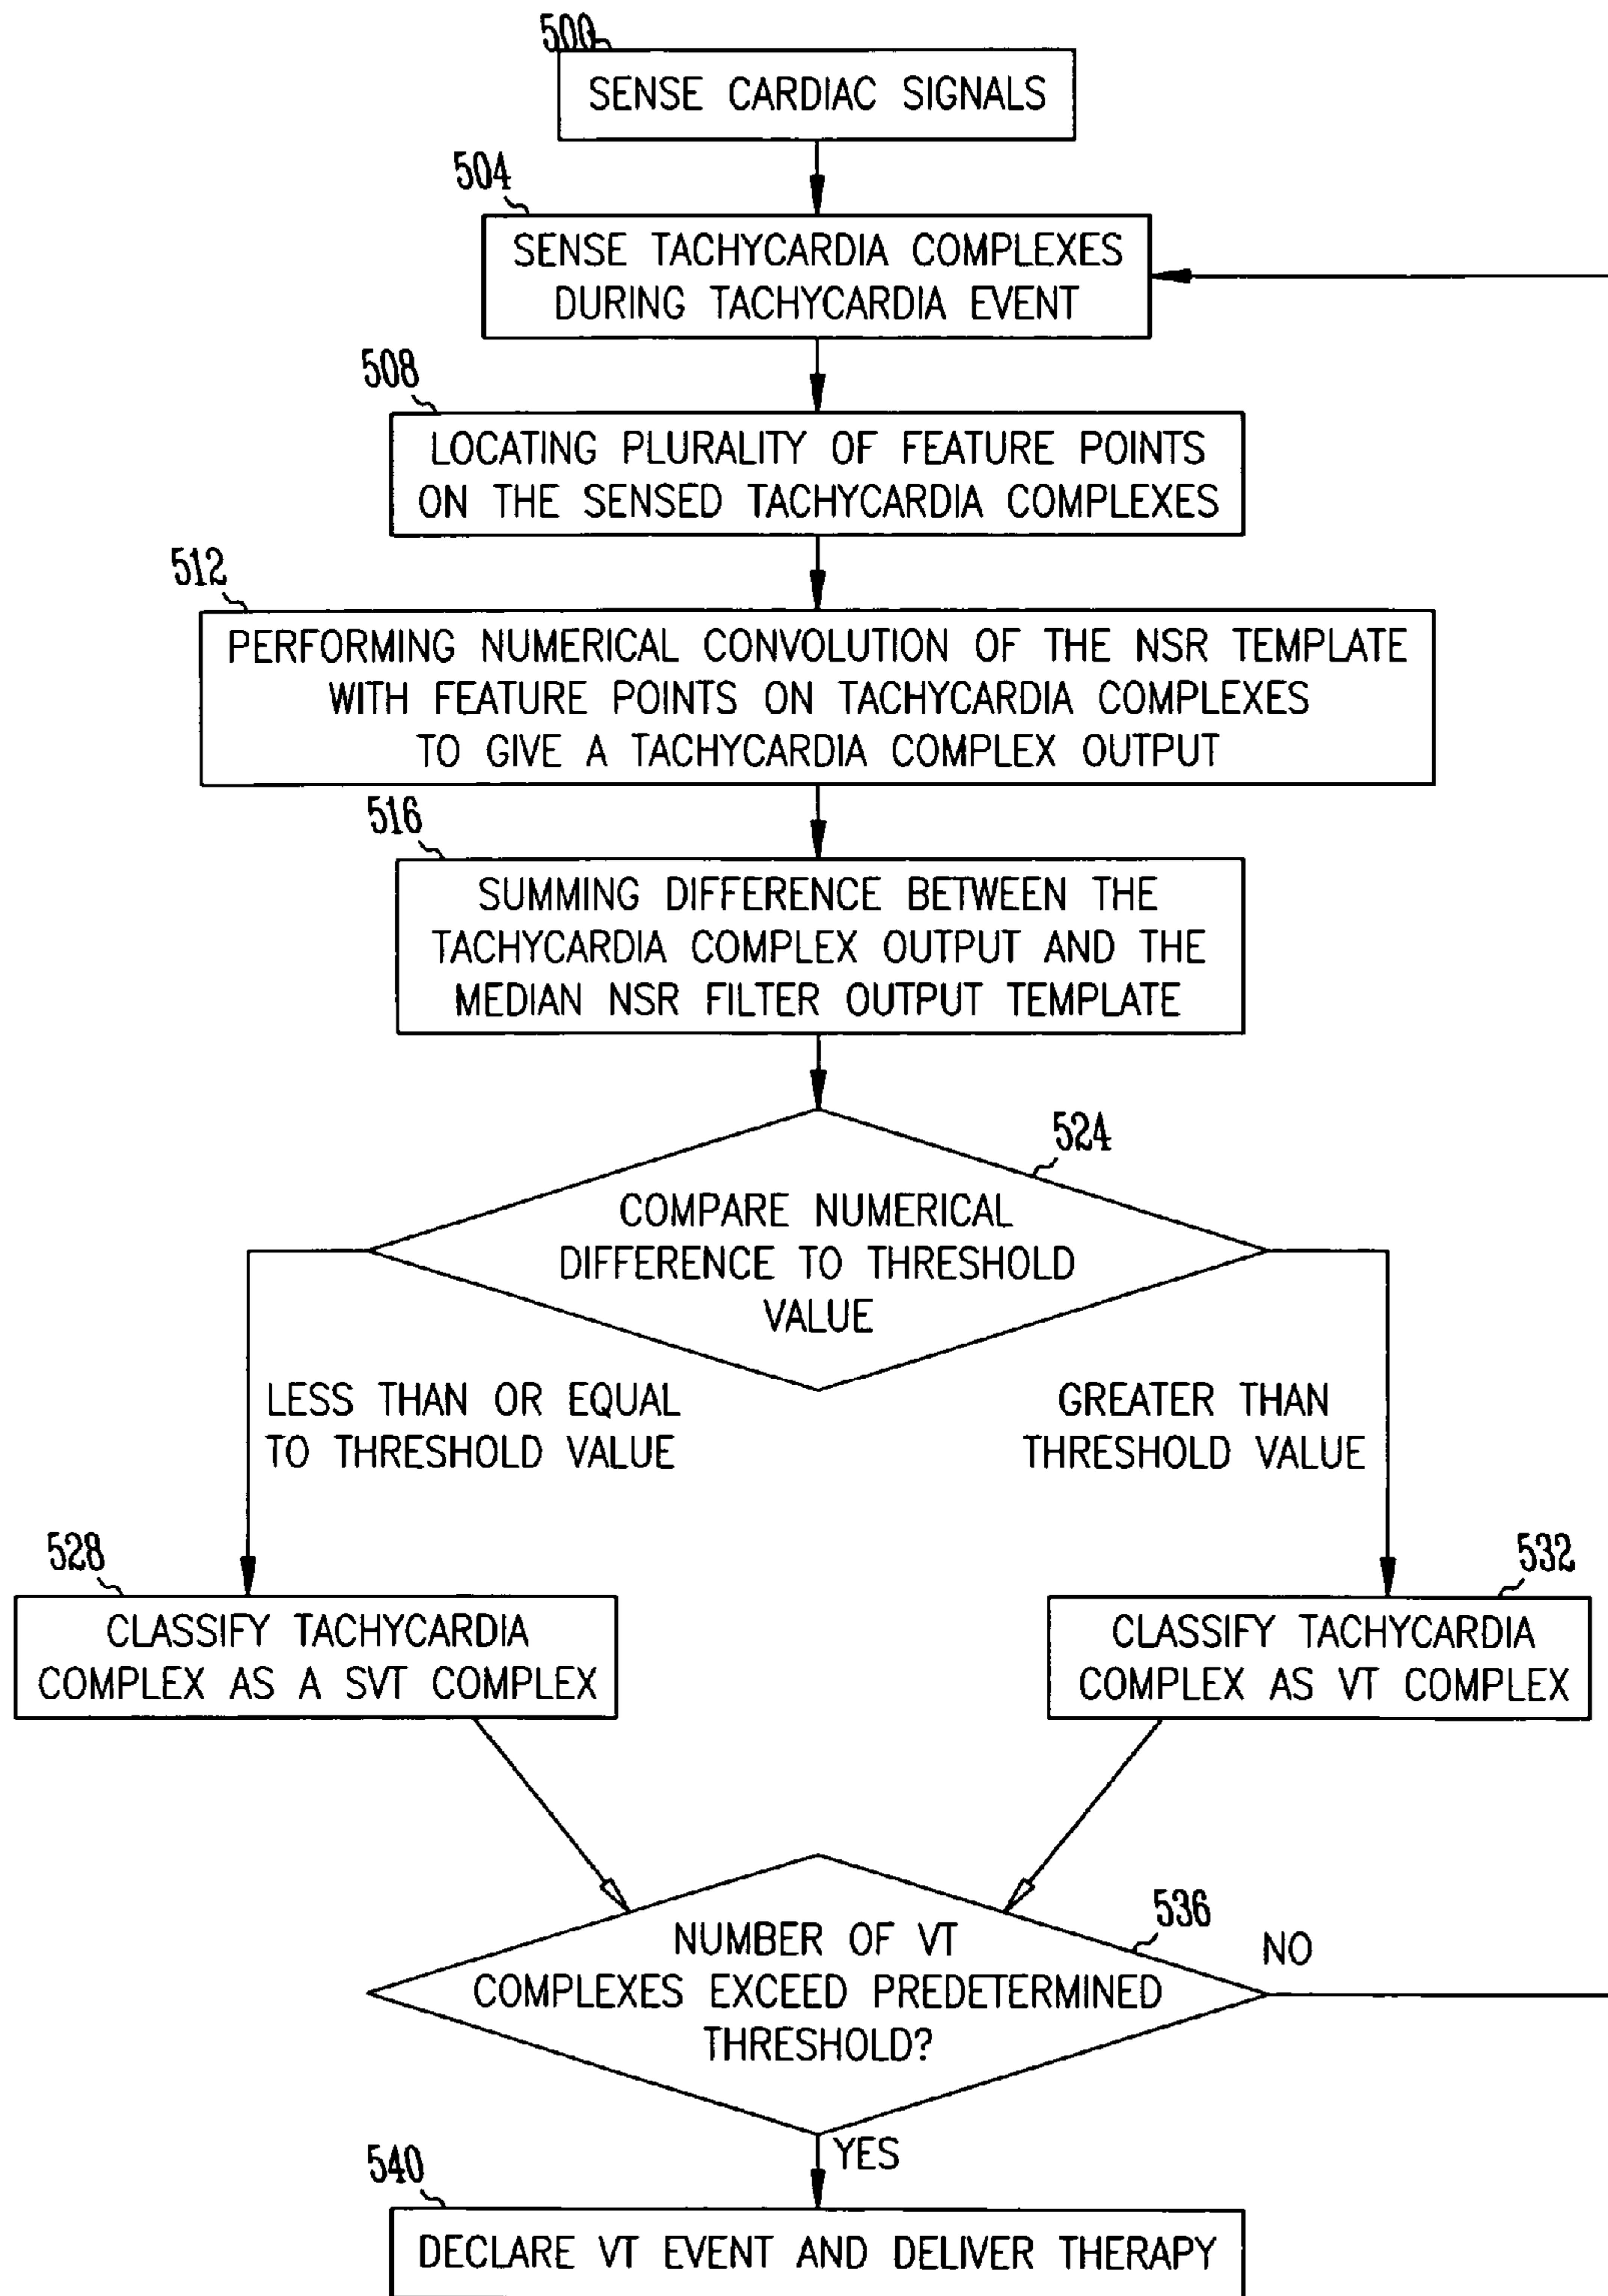 500
SENSE CARDIAC SIGNALS
504
SENSE TACHYCARDIA COMPLEXES
DURING TACHYCARDIA EVENT
508
LOCATING PLURALITY OF FEATURE POINTS
ON THE SENSED TACHYCARDIA COMPLEXES
512
PERFORMING NUMERICAL CONVOLUTION OF THE NSR TEMPLATE
WITH FEATURE POINTS ON TACHYCARDIA COMPLEXES
TO GIVE A TACHYCARDIA COMPLEX OUTPUT
516
SUMMING DIFFERENCE BETWEEN THE
TACHYCARDIA COMPLEX OUTPUT AND THE
MEDIAN NSR FILTER OUTPUT TEMPLATE
524
COMPARE NUMERICAL
DIFFERENCE TO THRESHOLD
VALUE
LESS THAN OR EQUAL
TO THRESHOLD VALUE
GREATER THAN
THRESHOLD VALUE
528
CLASSIFY TACHYCARDIA
COMPLEX AS A SVT COMPLEX
532
CLASSIFY TACHYCARDIA
COMPLEX AS VT COMPLEX
536
NUMBER OF VT
COMPLEXES EXCEED PREDETERMINED
THRESHOLD?
NO
YES
540
DECLARE VT EVENT AND DELIVER THERAPY